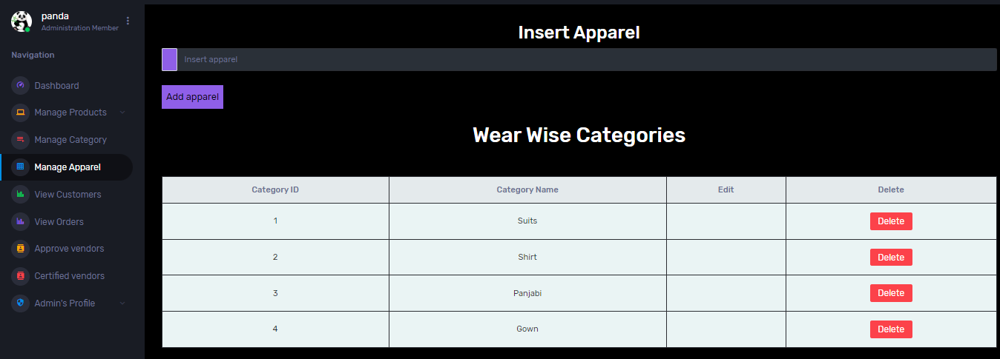 panda
Administration Member
Navigation
Dashboard
Manage Products
Manage Category
Manage Apparel
View Customers
View Orders
Approve vendors
Certified vendors
Admin's Profile
Insert Apparel
Insert apparel
Add apparel
Wear Wise Categories
Category ID Category Name Edit Delete
1 Suits Delete
2 Shirt Delete
3 Panjabi Delete
4 Gown Delete